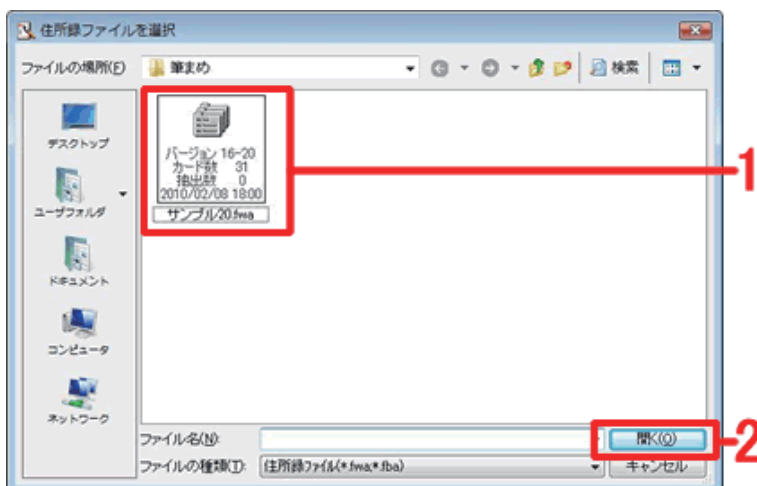 住所録ファイルを選択
ファイルの場所(F)
筆まめ
検索
デスクトップ
ユーザフォルダ
ドキュメント
コンピュータ
ネットワーク
バージョン 16-20
カード数 31
抽出数 0
2010/02/08 18:00
サンプル20.fwa
1
ファイル名(N):
開く(O)
2
ファイルの種類(T):
住所録ファイル(*.fwa;*.fba)
キャンセル